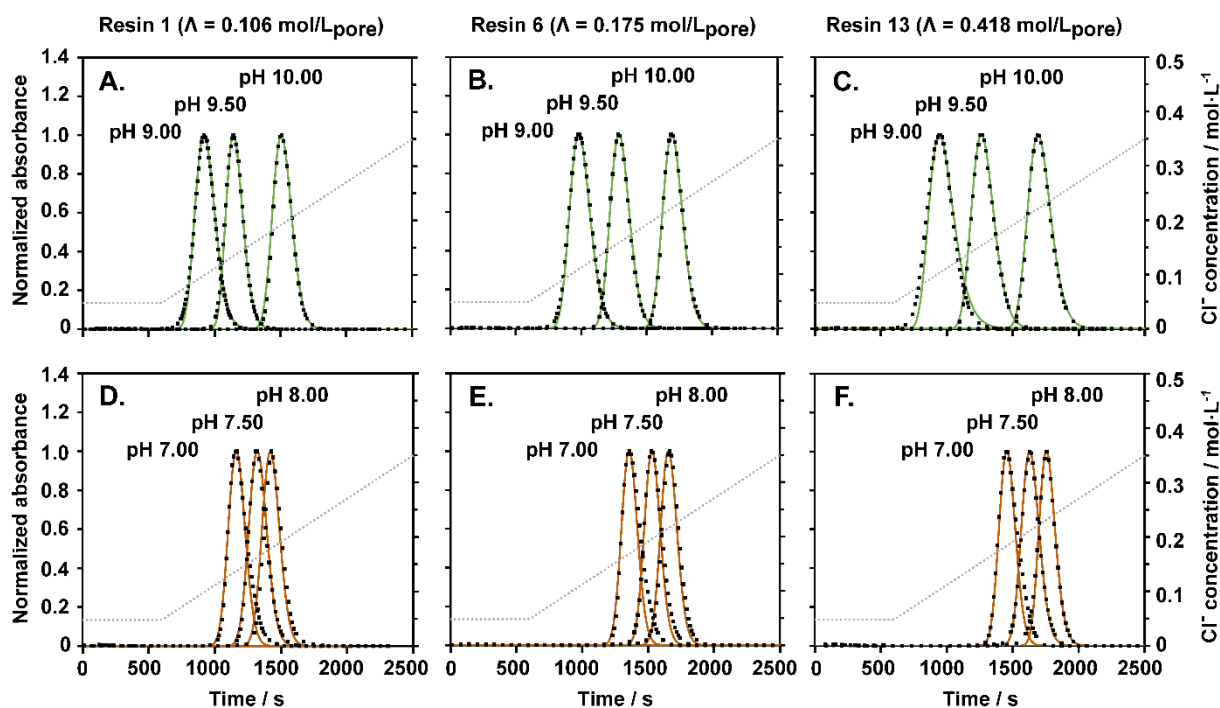 Resin 1 (Λ = 0.106 mol/Lpore) Resin 6 (Λ = 0.175 mol/Lpore) Resin 13 (Λ = 0.418 mol/Lpore)
Normalized absorbance
1.4
1.2
1.0
0.8
0.6
0.4
0.2
0
A.
pH 10.00
pH 9.50
pH 9.00
B.
pH 10.00
pH 9.50
pH 9.00
C.
pH 10.00
pH 9.50
pH 9.00
0.5
0.4
0.3
0.2
0.1
0
Cl⁻ concentration / mol·L⁻¹
Normalized absorbance
1.4
1.2
1.0
0.8
0.6
0.4
0.2
0
D.
pH 8.00
pH 7.50
pH 7.00
E.
pH 8.00
pH 7.50
pH 7.00
F.
pH 8.00
pH 7.50
pH 7.00
0.5
0.4
0.3
0.2
0.1
0
Cl⁻ concentration / mol·L⁻¹
0 500 1000 1500 2000 2500
0 500 1000 1500 2000 2500
0 500 1000 1500 2000 2500
Time / s
Time / s
Time / s